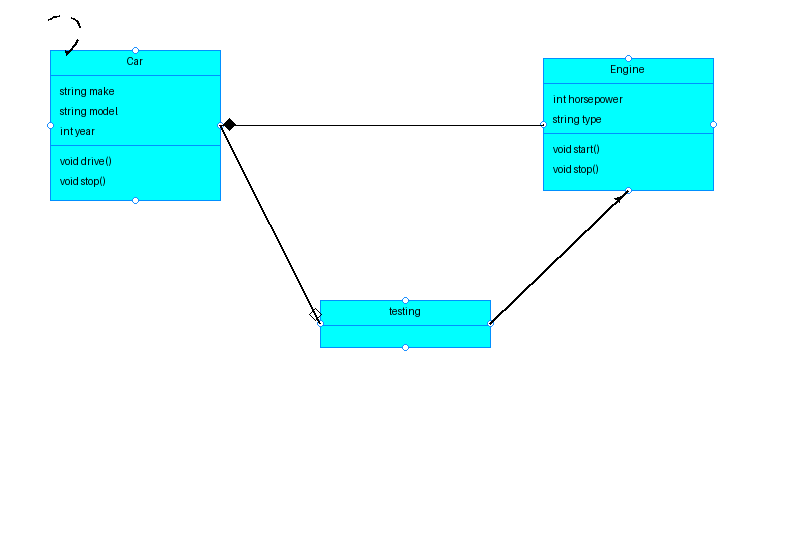 Car
string make
string model
int year
void drive()
void stop()
Engine
int horsepower
string type
void start()
void stop()
testing